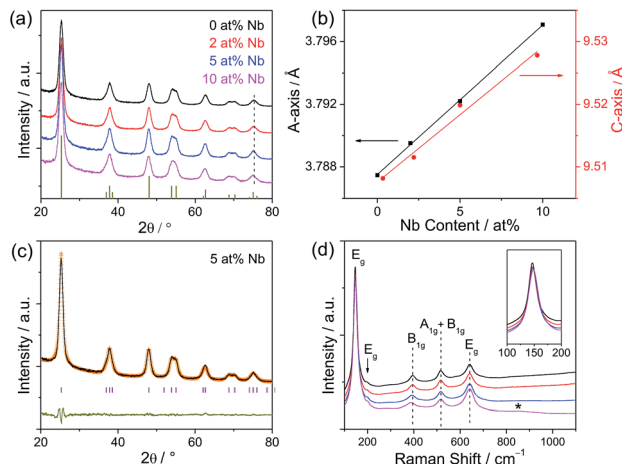 (a)
0 at% Nb
2 at% Nb
5 at% Nb
10 at% Nb
Intensity / a.u.
20 40 60 80
2θ / °
(b)
3.796
3.792
3.788
A-axis / Å
9.53
9.52
9.51
C-axis / Å
0 5 10
Nb Content / at%
(c)
5 at% Nb
Intensity / a.u.
20 40 60 80
2θ / °
(d)
Eg
Eg
B1g
A1g + B1g
Eg
*
100 150 200
Intensity / a.u.
200 400 600 800 1000
Raman Shift / cm⁻¹